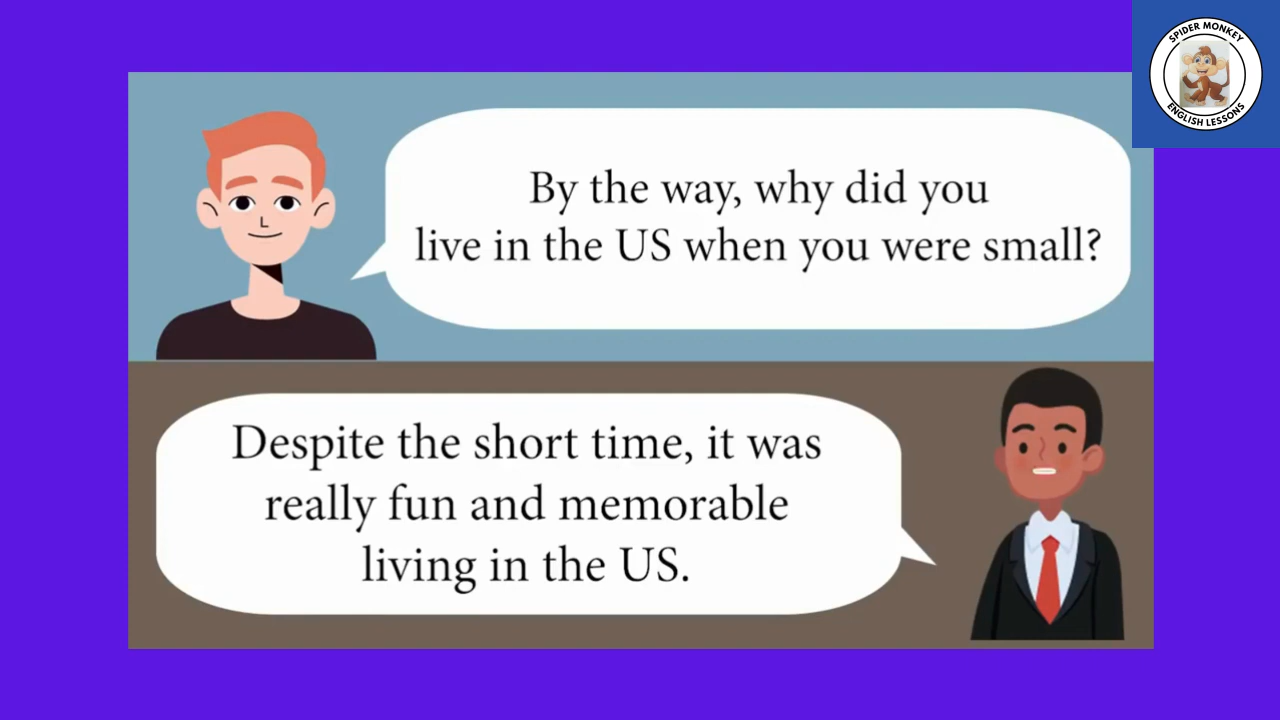 SPIDER MONKEY
ENGLISH LESSONS
By the way, why did you
live in the US when you were small?
Despite the short time, it was
really fun and memorable
living in the US.